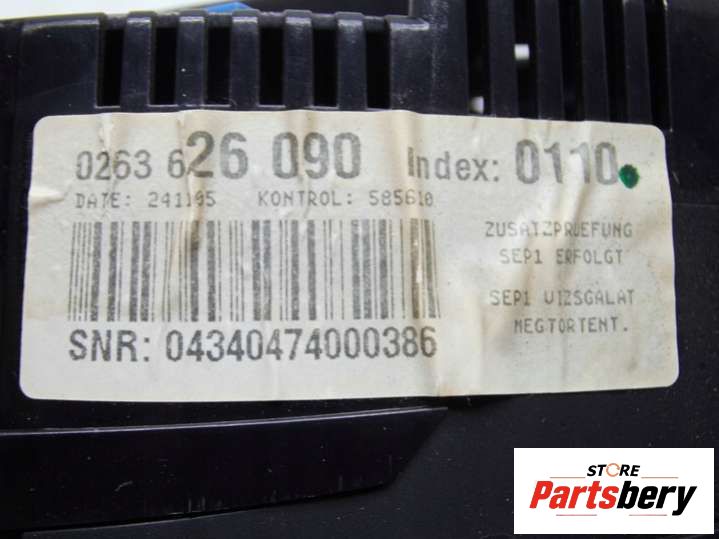 0263 626 090 Index: 0110
DATE: 241105 KONTROL: 585610
ZUSATZPRUEFUNG
SEP1 ERFOLGT
SEP1 VIZSGALAT
MEGTORTENT.
SNR: 04340474000386
STORE
Partsbery